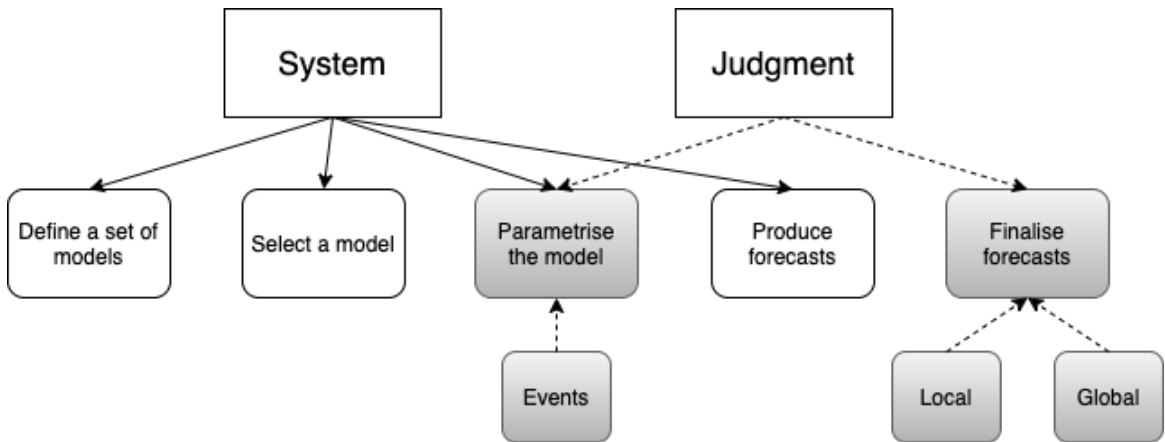 System
Judgment
Define a set of
models
Select a model
Parametrise
the model
Produce
forecasts
Finalise
forecasts
Events
Local
Global